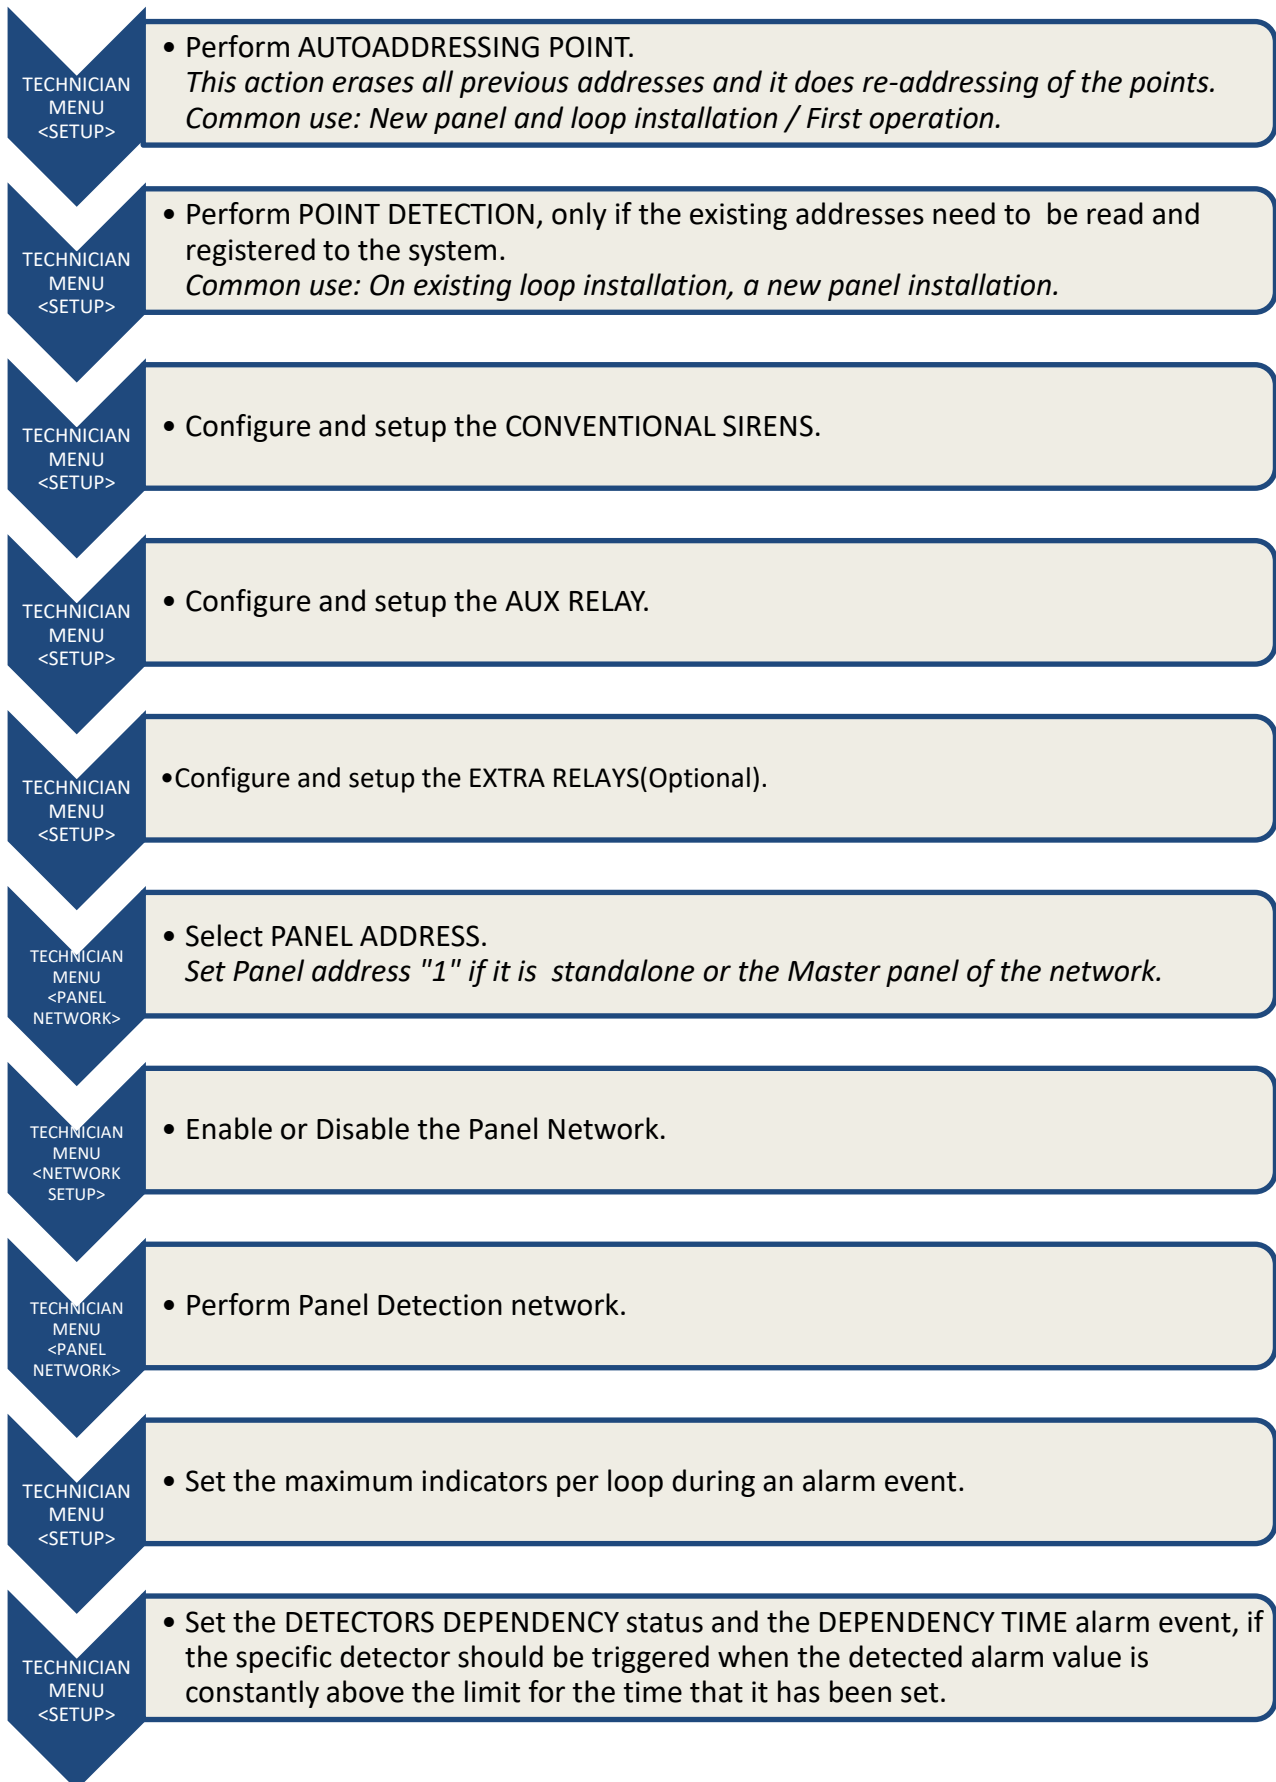 TECHNICIAN
MENU
<SETUP>
• Perform AUTOADDRESSING POINT.
This action erases all previous addresses and it does re-addressing of the points.
Common use: New panel and loop installation / First operation.
TECHNICIAN
MENU
<SETUP>
• Perform POINT DETECTION, only if the existing addresses need to  be read and
registered to the system.
Common use: On existing loop installation, a new panel installation.
TECHNICIAN
MENU
<SETUP>
• Configure and setup the CONVENTIONAL SIRENS.
TECHNICIAN
MENU
<SETUP>
• Configure and setup the AUX RELAY.
TECHNICIAN
MENU
<SETUP>
•Configure and setup the EXTRA RELAYS(Optional).
TECHNICIAN
MENU
<PANEL
NETWORK>
• Select PANEL ADDRESS.
Set Panel address "1" if it is  standalone or the Master panel of the network.
TECHNICIAN
MENU
<NETWORK
SETUP>
• Enable or Disable the Panel Network.
TECHNICIAN
MENU
<PANEL
NETWORK>
• Perform Panel Detection network.
TECHNICIAN
MENU
<SETUP>
• Set the maximum indicators per loop during an alarm event.
TECHNICIAN
MENU
<SETUP>
• Set the DETECTORS DEPENDENCY status and the DEPENDENCY TIME alarm event, if
the specific detector should be triggered when the detected alarm value is
constantly above the limit for the time that it has been set.